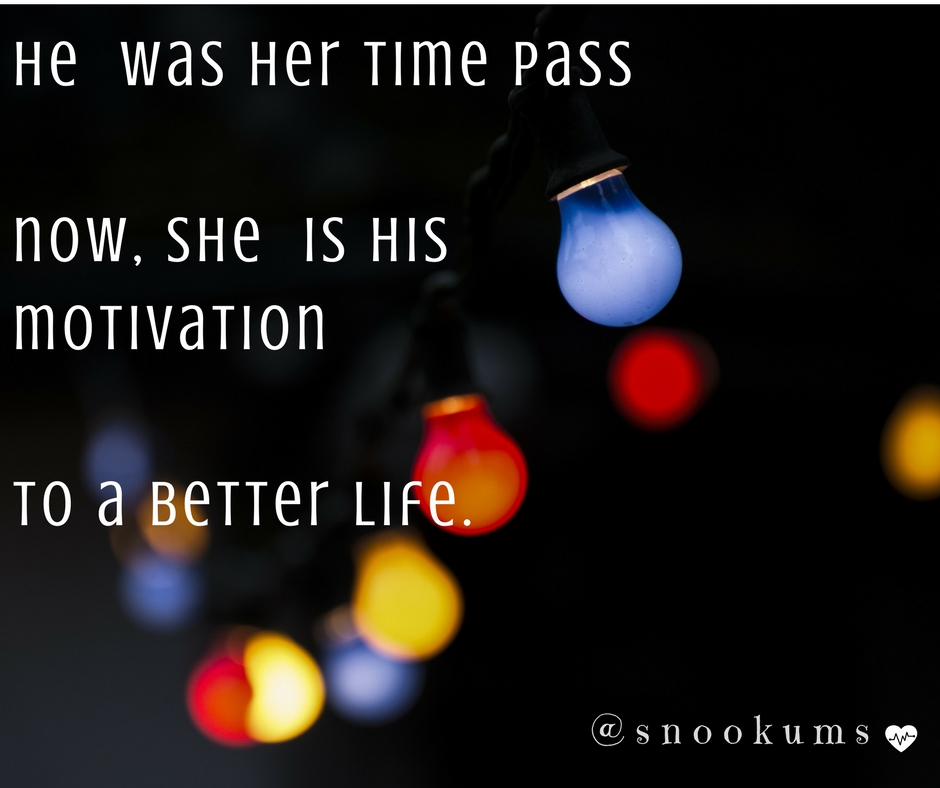 He was Her Time Pass
now, SHe IS HIS
motivation
To a BeTTer LIFe.
@snookums